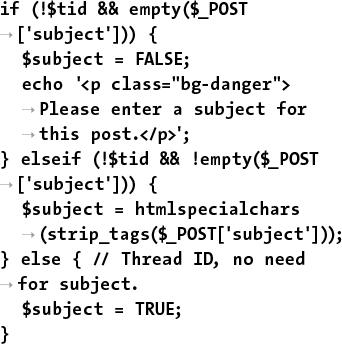 if (!$tid && empty($_POST
→['subject'])) {
$subject = FALSE;
echo '<p class="bg-danger">
→Please enter a subject for
→this post.</p>';
} elseif (!$tid && !empty($_POST
→['subject'])) {
$subject = htmlspecialchars
→(strip_tags($_POST['subject']));
} else { // Thread ID, no need
→for subject.
$subject = TRUE;
}